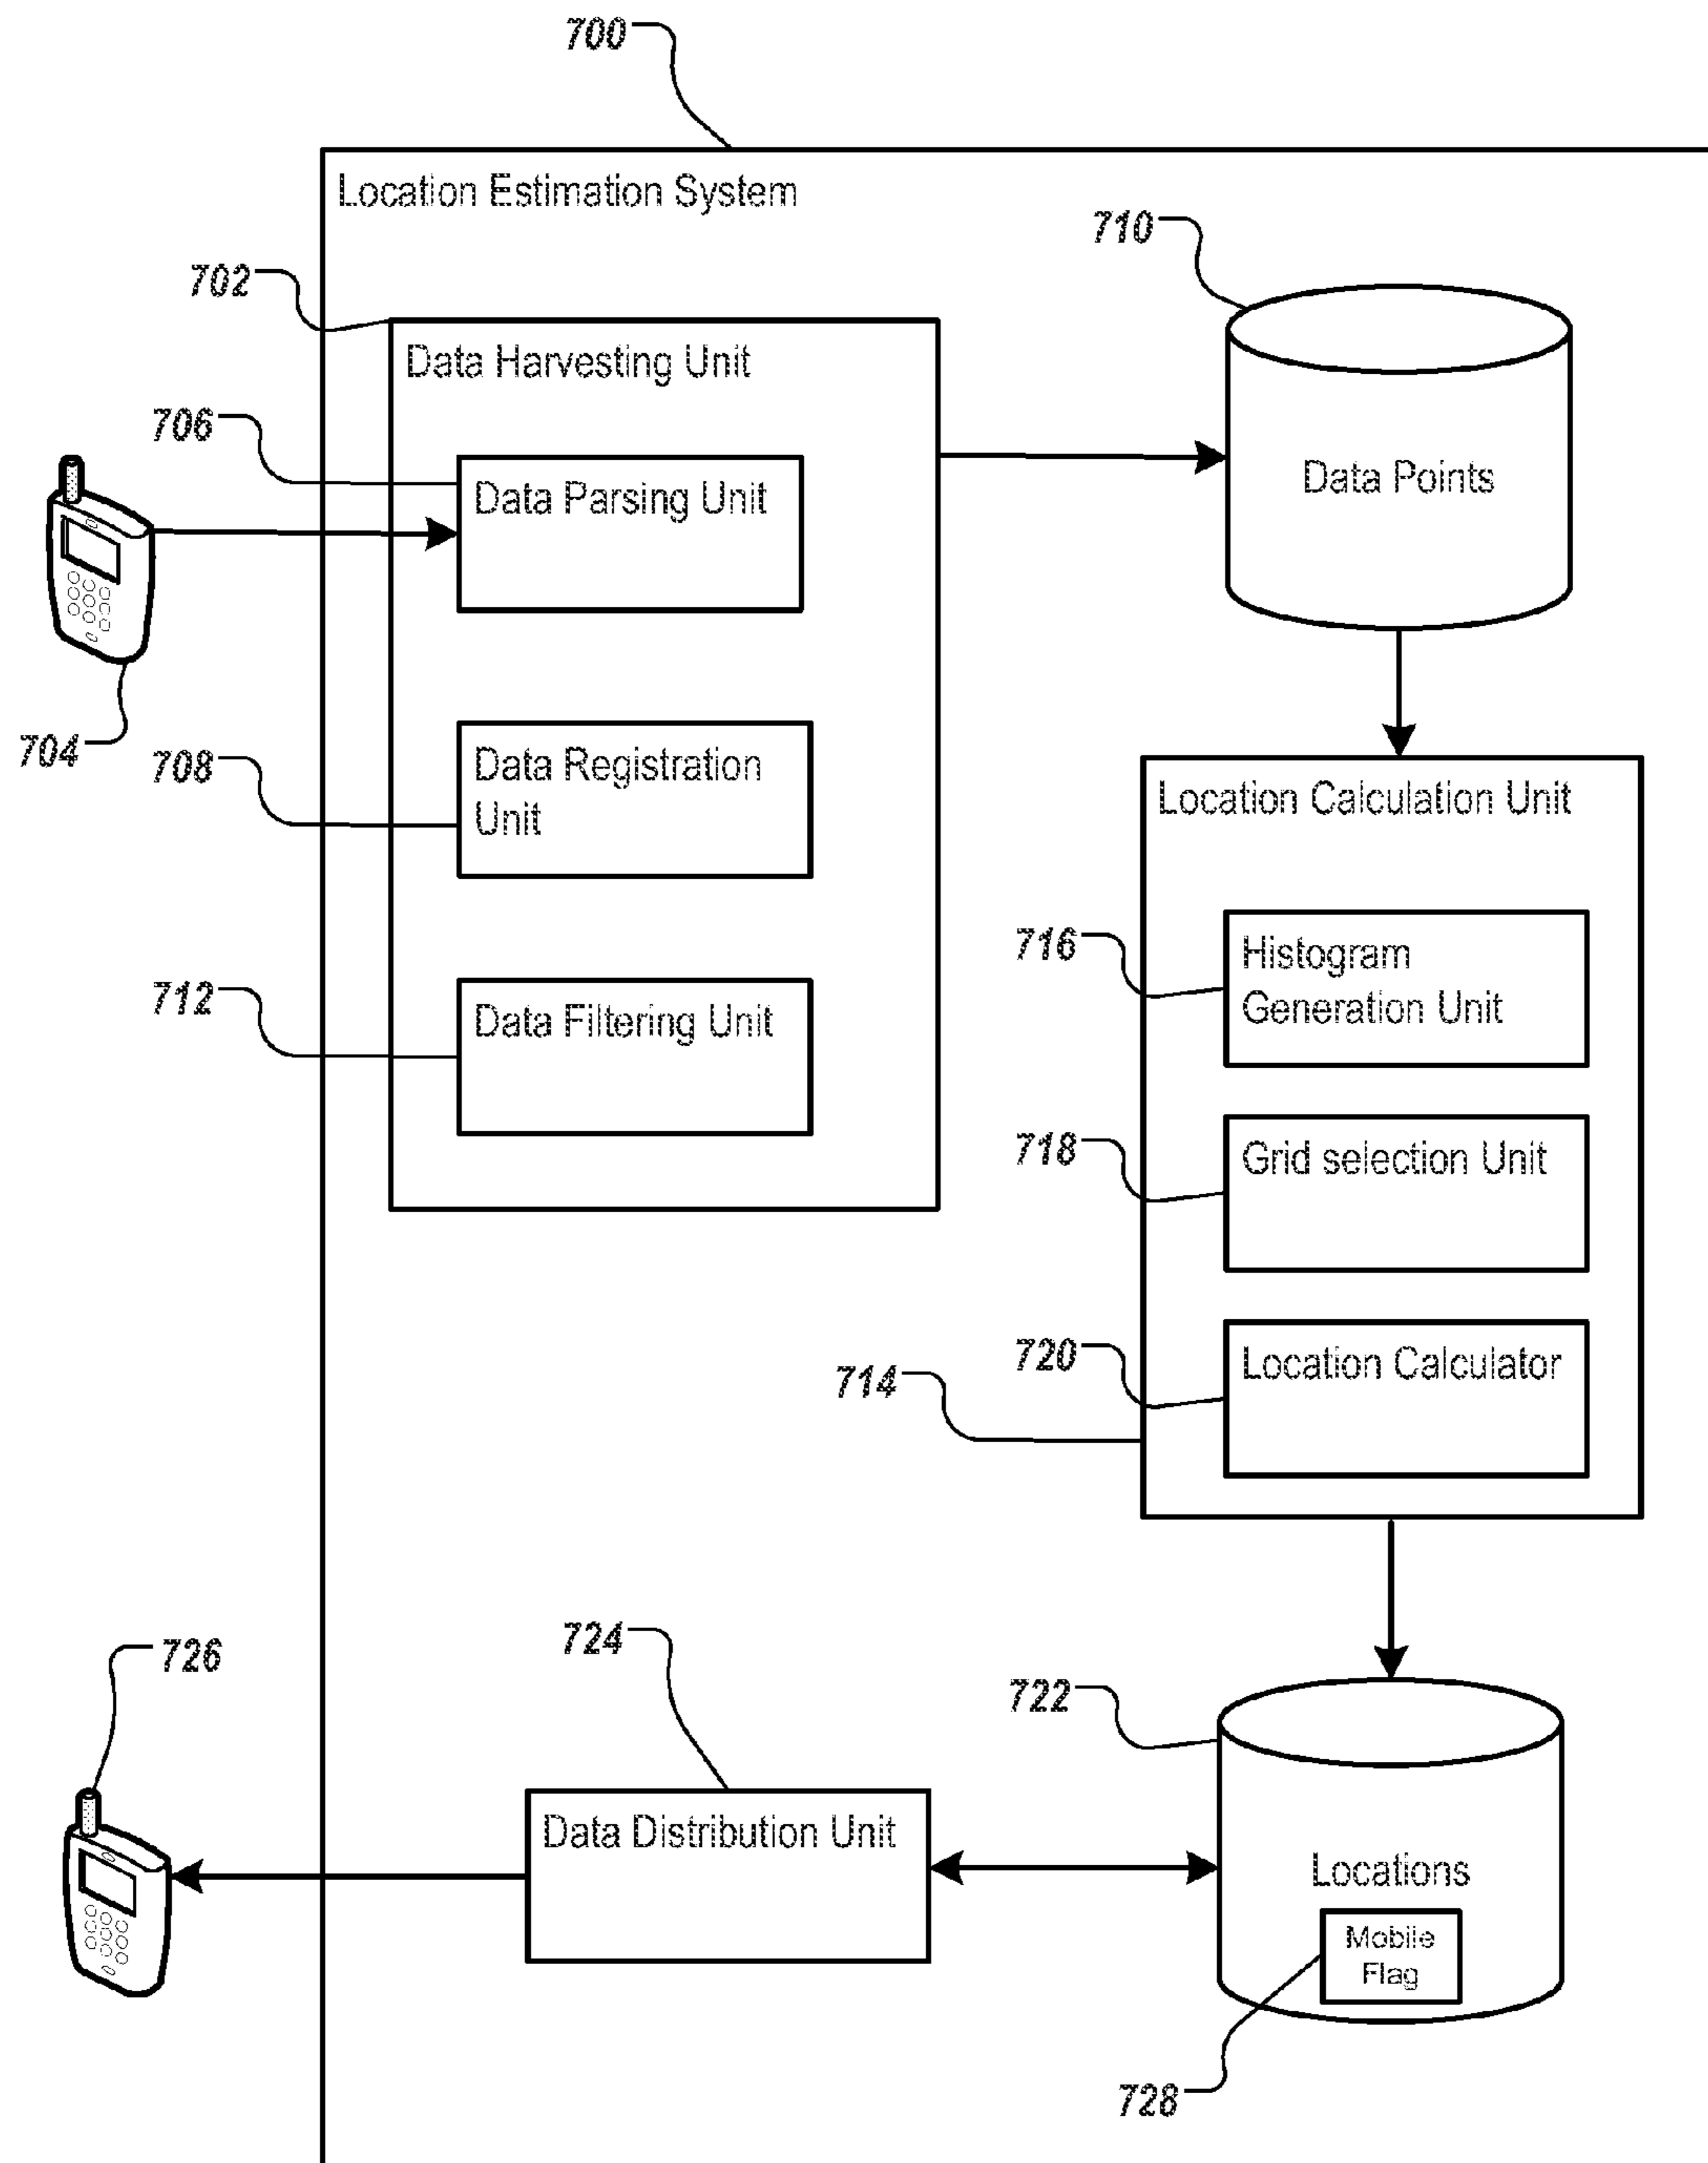 700
Location Estimation System
710
702
Data Harvesting Unit
706
Data Parsing Unit
Data Points
704
708
Data Registration
Unit
Location Calculation Unit
716
Histogram
Generation Unit
712
Data Filtering Unit
718
Grid selection Unit
720
Location Calculator
714
724
726
722
Data Distribution Unit
Locations
Mobile
Flag
728